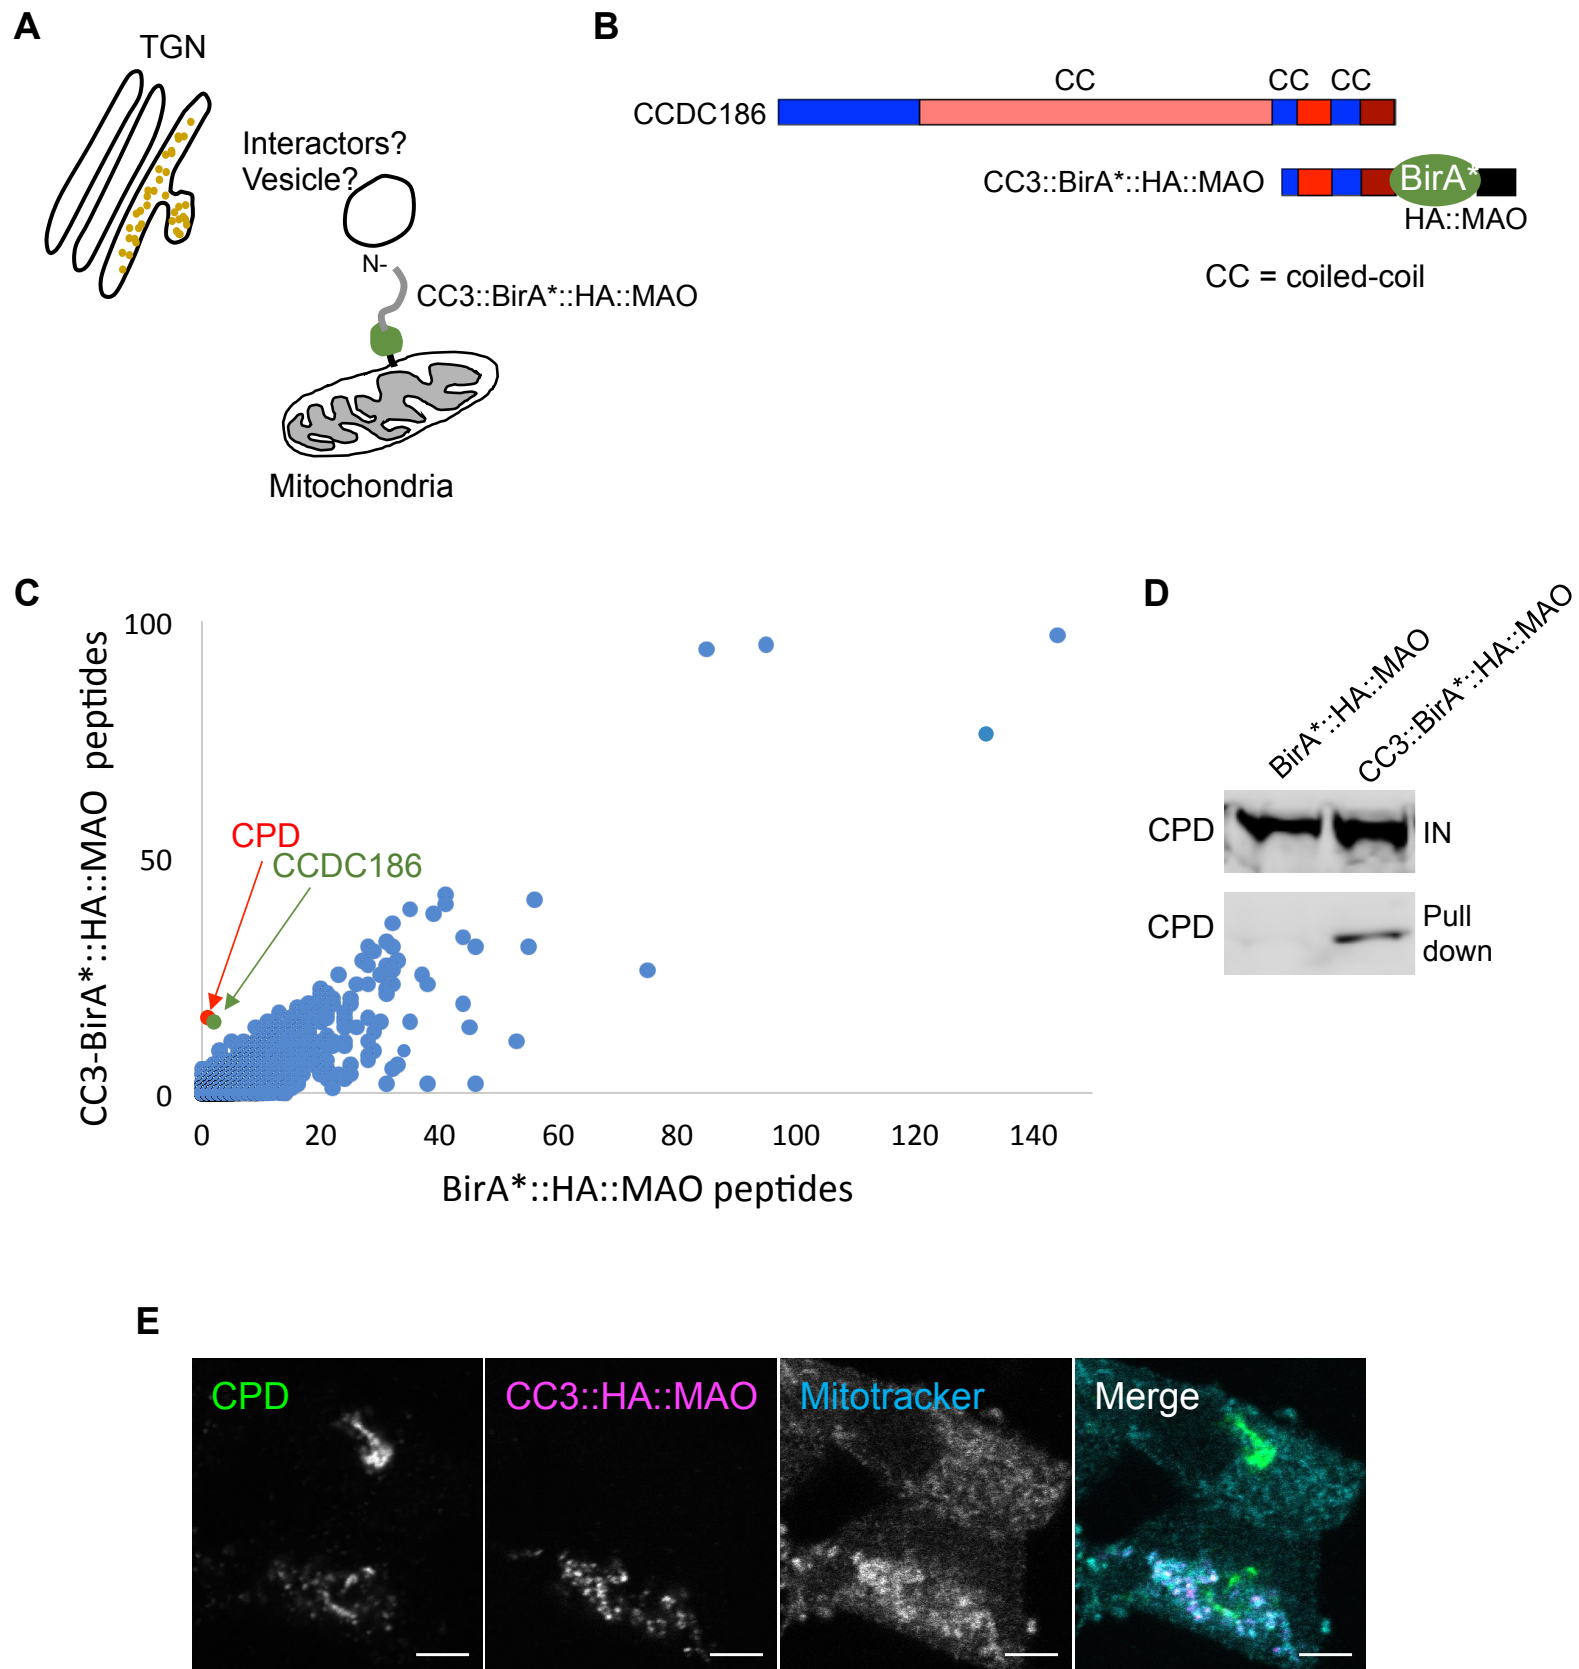 A
TGN
Interactors?
Vesicle?
N-
CC3::BirA*::HA::MAO
Mitochondria
B
CC
CC
CC
CCDC186
CC3::BirA*::HA::MAO
BirA*
HA::MAO
CC = coiled-coil
C
CC3-BirA*::HA::MAO peptides
100
50
0
CPD
CCDC186
0
20
40
60
80
100
120
140
BirA*::HA::MAO peptides
D
BirA*::HA::MAO
CC3::BirA*::HA::MAO
CPD
IN
CPD
Pull
down
E
CPD
CC3::HA::MAO
Mitotracker
Merge